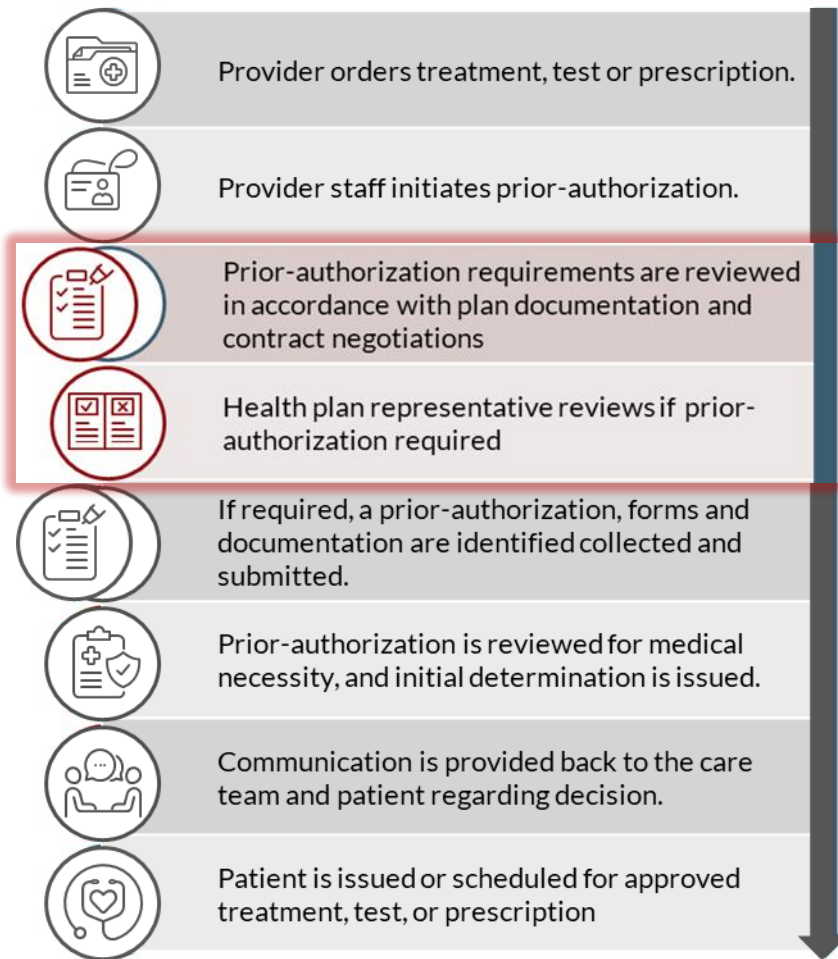 Provider orders treatment, test or prescription.
Provider staff initiates prior-authorization.
Prior-authorization requirements are reviewed
in accordance with plan documentation and
contract negotiations
Health plan representative reviews if prior-
authorization required
If required, a prior-authorization, forms and
documentation are identified collected and
submitted.
Prior-authorization is reviewed for medical
necessity, and initial determination is issued.
Communication is provided back to the care
team and patient regarding decision.
Patient is issued or scheduled for approved
treatment, test, or prescription